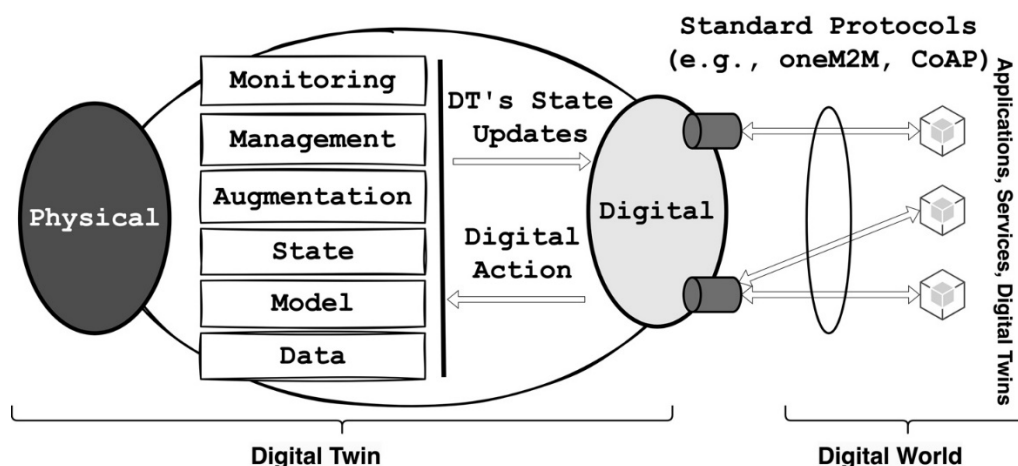 Standard Protocols
(e.g., oneM2M, CoAP)
Monitoring
Management
Augmentation
State
Model
Data
Physical
DT's State
Updates
Digital
Action
Digital
Applications, Services, Digital Twins
Digital Twin
Digital World